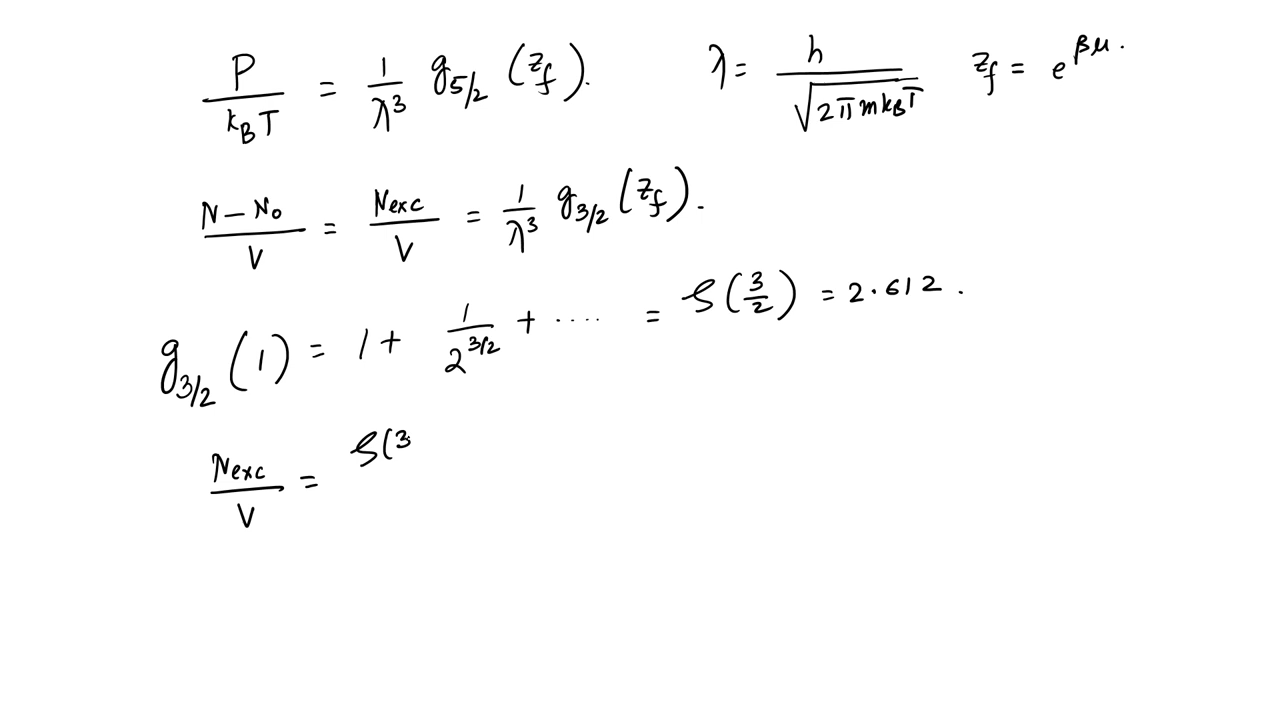 P/k_BT = 1/λ³ g_{5/2}(z_f). λ = h/√(2πmk_BT) z_f = e^{βμ}.
N-N₀/V = N_exc/V = 1/λ³ g_{3/2}(z_f).
g_{3/2}(1) = 1 + 1/2^{3/2} + ····· = ζ(3/2) = 2.612.
N_exc/V = ζ(3